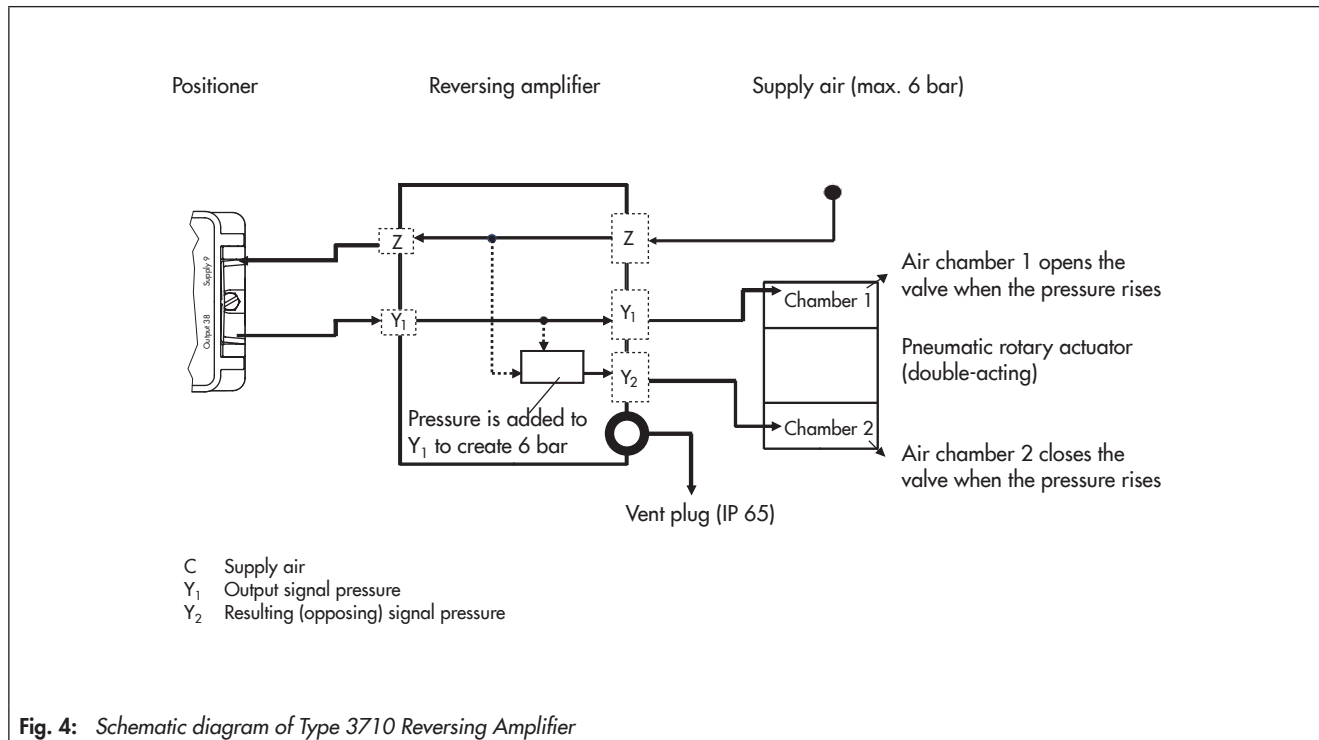 Positioner
Reversing amplifier
Supply air (max. 6 bar)
Supply 9
Output 38
Z
Z
Y₁
Y₁
Y₂
Pressure is added to
Y₁ to create 6 bar
Chamber 1
Chamber 2
Air chamber 1 opens the
valve when the pressure rises
Pneumatic rotary actuator
(double-acting)
Air chamber 2 closes the
valve when the pressure rises
Vent plug (IP 65)
C Supply air
Y₁ Output signal pressure
Y₂ Resulting (opposing) signal pressure
Fig. 4: Schematic diagram of Type 3710 Reversing Amplifier